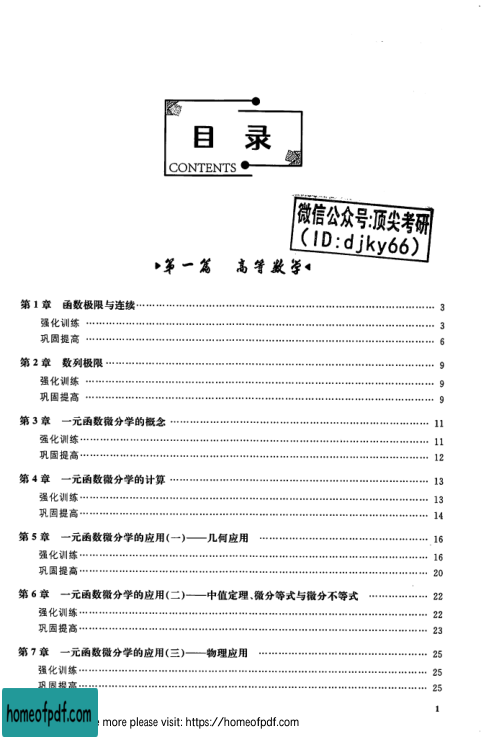 目 录
CONTENTS
微信公众号:顶尖考研
(ID:djky66)
第一篇 高等数学
第1章 函数极限与连续 3
强化训练 3
巩固提高 6
第2章 数列极限 9
强化训练 9
巩固提高 9
第3章 一元函数微分学的概念 11
强化训练 11
巩固提高 12
第4章 一元函数微分学的计算 13
强化训练 13
巩固提高 14
第5章 一元函数微分学的应用(一)——几何应用 16
强化训练 16
巩固提高 20
第6章 一元函数微分学的应用(二)——中值定理、微分等式与微分不等式 22
强化训练 22
巩固提高 23
第7章 一元函数微分学的应用(三)——物理应用 25
强化训练 25
巩固提高 25
1
homeofpdf.com
more please visit: https://homeofpdf.com